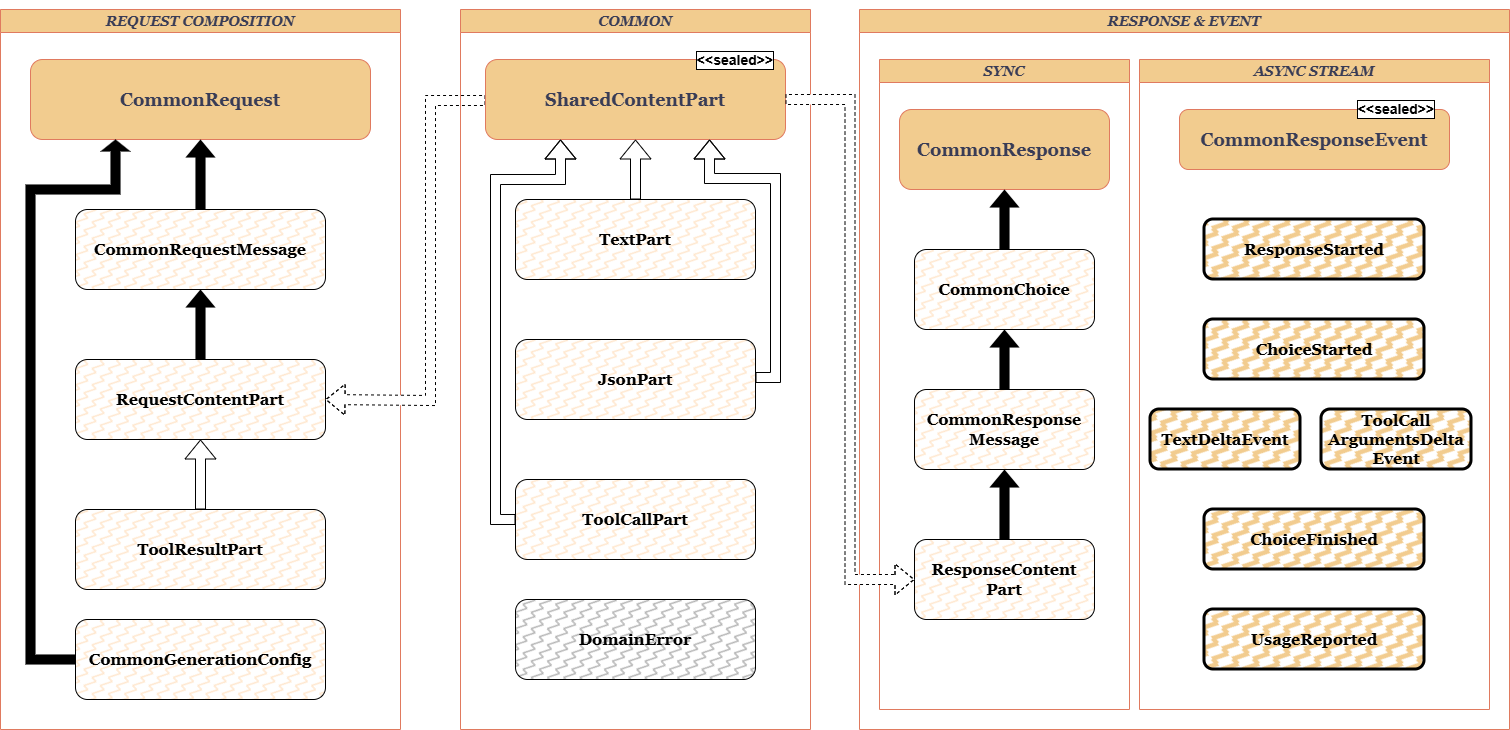 REQUEST COMPOSITION
CommonRequest
CommonRequestMessage
RequestContentPart
ToolResultPart
CommonGenerationConfig
COMMON
<<sealed>>
SharedContentPart
TextPart
JsonPart
ToolCallPart
DomainError
RESPONSE & EVENT
SYNC
CommonResponse
CommonChoice
CommonResponse
Message
ResponseContent
Part
ASYNC STREAM
<<sealed>>
CommonResponseEvent
ResponseStarted
ChoiceStarted
TextDeltaEvent
ToolCall
ArgumentsDelta
Event
ChoiceFinished
UsageReported